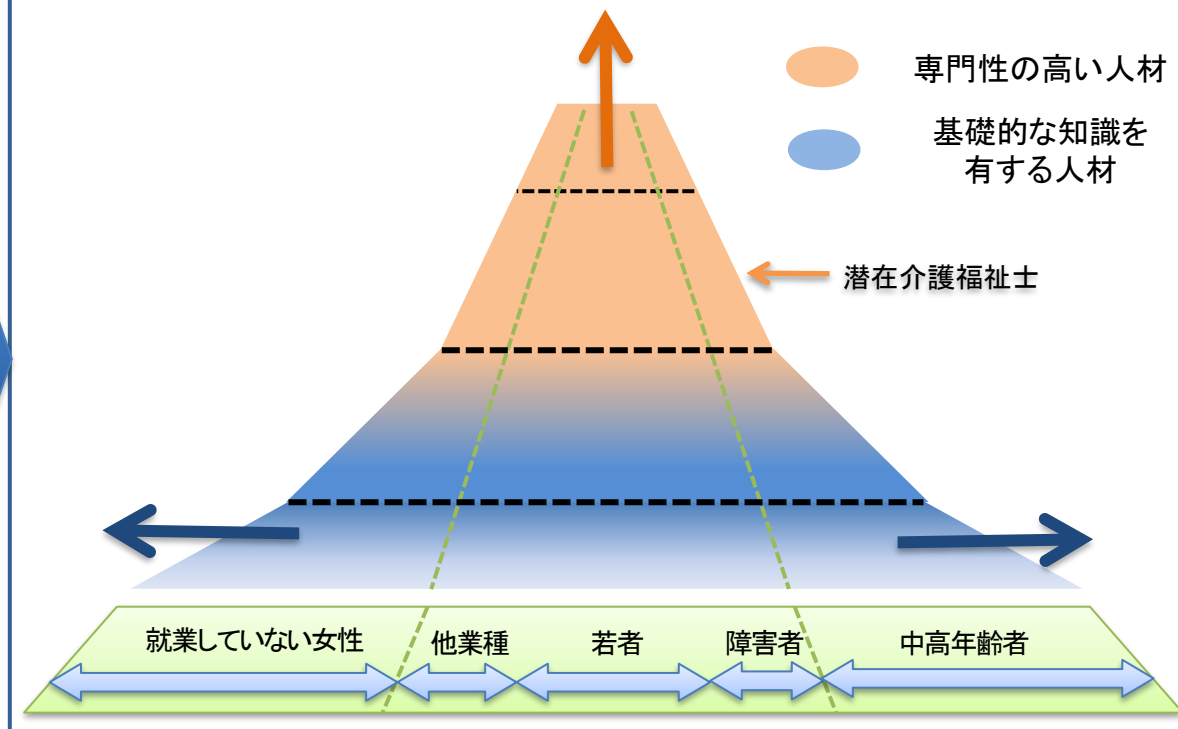 専門性の高い人材
基礎的な知識を
有する人材
潜在介護福祉士
就業していない女性
他業種
若者
障害者
中高年齢者